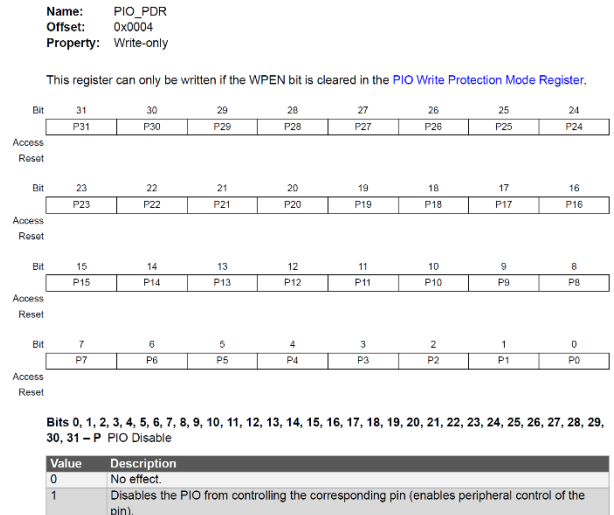 Name: PIO_PDR
Offset: 0x0004
Property: Write-only
This register can only be written if the WPEN bit is cleared in the PIO Write Protection Mode Register.
Bit 31 30 29 28 27 26 25 24
P31 P30 P29 P28 P27 P26 P25 P24
Access
Reset
Bit 23 22 21 20 19 18 17 16
P23 P22 P21 P20 P19 P18 P17 P16
Access
Reset
Bit 15 14 13 12 11 10 9 8
P15 P14 P13 P12 P11 P10 P9 P8
Access
Reset
Bit 7 6 5 4 3 2 1 0
P7 P6 P5 P4 P3 P2 P1 P0
Access
Reset
Bits 0, 1, 2, 3, 4, 5, 6, 7, 8, 9, 10, 11, 12, 13, 14, 15, 16, 17, 18, 19, 20, 21, 22, 23, 24, 25, 26, 27, 28, 29,
30, 31 – P PIO Disable
Value Description
0 No effect.
1 Disables the PIO from controlling the corresponding pin (enables peripheral control of the
pin).